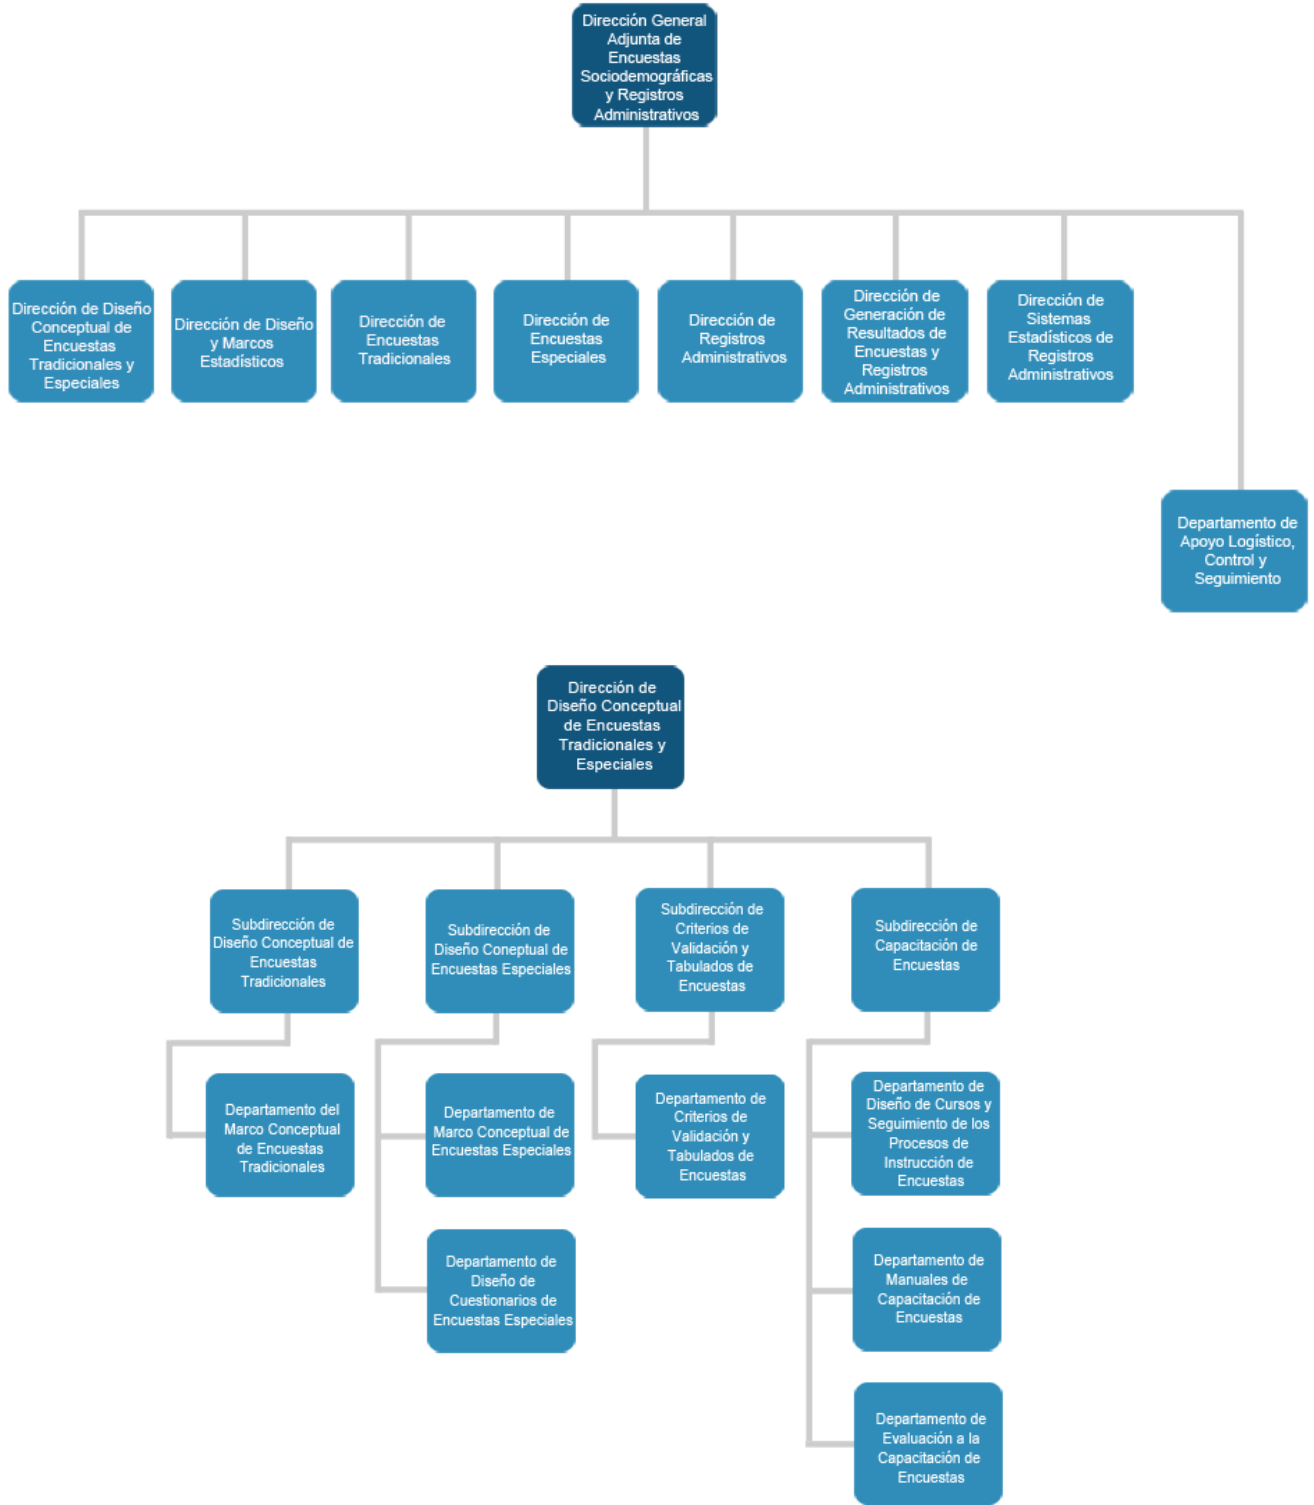 Dirección General
Adjunta de
Encuestas
Sociodemográficas
y Registros
Administrativos
Dirección de Diseño
Conceptual de
Encuestas
Tradicionales y
Especiales
Dirección de Diseño
y Marcos
Estadísticos
Dirección de
Encuestas
Tradicionales
Dirección de
Encuestas
Especiales
Dirección de
Registros
Administrativos
Dirección de
Generación de
Resultados de
Encuestas y
Registros
Administrativos
Dirección de
Sistemas
Estadísticos de
Registros
Administrativos
Departamento de
Apoyo Logístico,
Control y
Seguimiento
Dirección de
Diseño Conceptual
de Encuestas
Tradicionales y
Especiales
Subdirección de
Diseño Conceptual de
Encuestas
Tradicionales
Subdirección de
Diseño Coneptual de
Encuestas Especiales
Subdirección de
Criterios de
Validación y
Tabulados de
Encuestas
Subdirección de
Capacitación de
Encuestas
Departamento del
Marco Conceptual
de Encuestas
Tradicionales
Departamento de
Marco Conceptual de
Encuestas Especiales
Departamento de
Criterios de
Validación y
Tabulados de
Encuestas
Departamento de
Diseño de Cursos y
Seguimiento de los
Procesos de
Instrucción de
Encuestas
Departamento de
Diseño de
Cuestionarios de
Encuestas Especiales
Departamento de
Manuales de
Capacitación de
Encuestas
Departamento de
Evaluación a la
Capacitación de
Encuestas